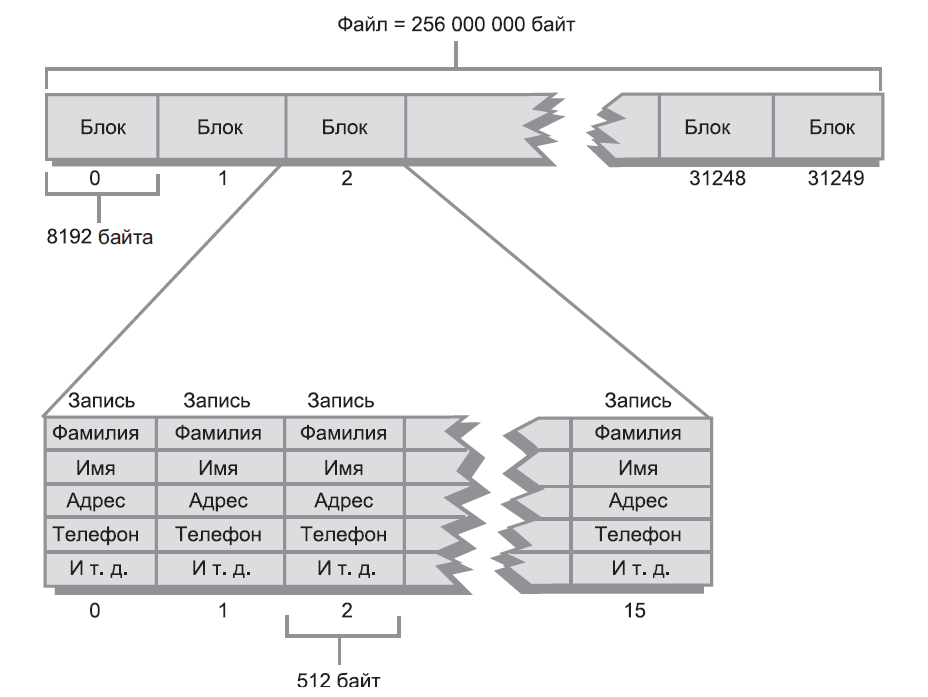 Файл = 256 000 000 байт
Блок Блок Блок Блок Блок
0 1 2 31248 31249
8192 байта
Запись Запись Запись Запись
Фамилия Фамилия Фамилия Фамилия
Имя Имя Имя Имя
Адрес Адрес Адрес Адрес
Телефон Телефон Телефон Телефон
И т. д. И т. д. И т. д. И т. д.
0 1 2 15
512 байт